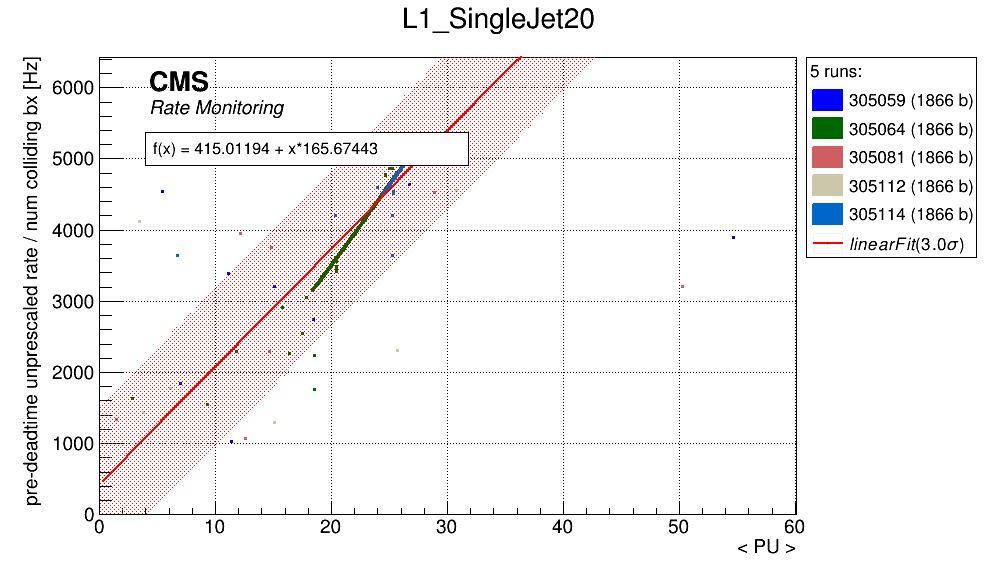 L1_SingleJet20
pre-deadtime unprescaled rate / num colliding bx [Hz]
6000
5000
4000
3000
2000
1000
0
CMS
Rate Monitoring
f(x) = 415.01194 + x*165.67443
5 runs:
305059 (1866 b)
305064 (1866 b)
305081 (1866 b)
305112 (1866 b)
305114 (1866 b)
linearFit(3.0σ)
0 10 20 30 40 50 60
< PU >